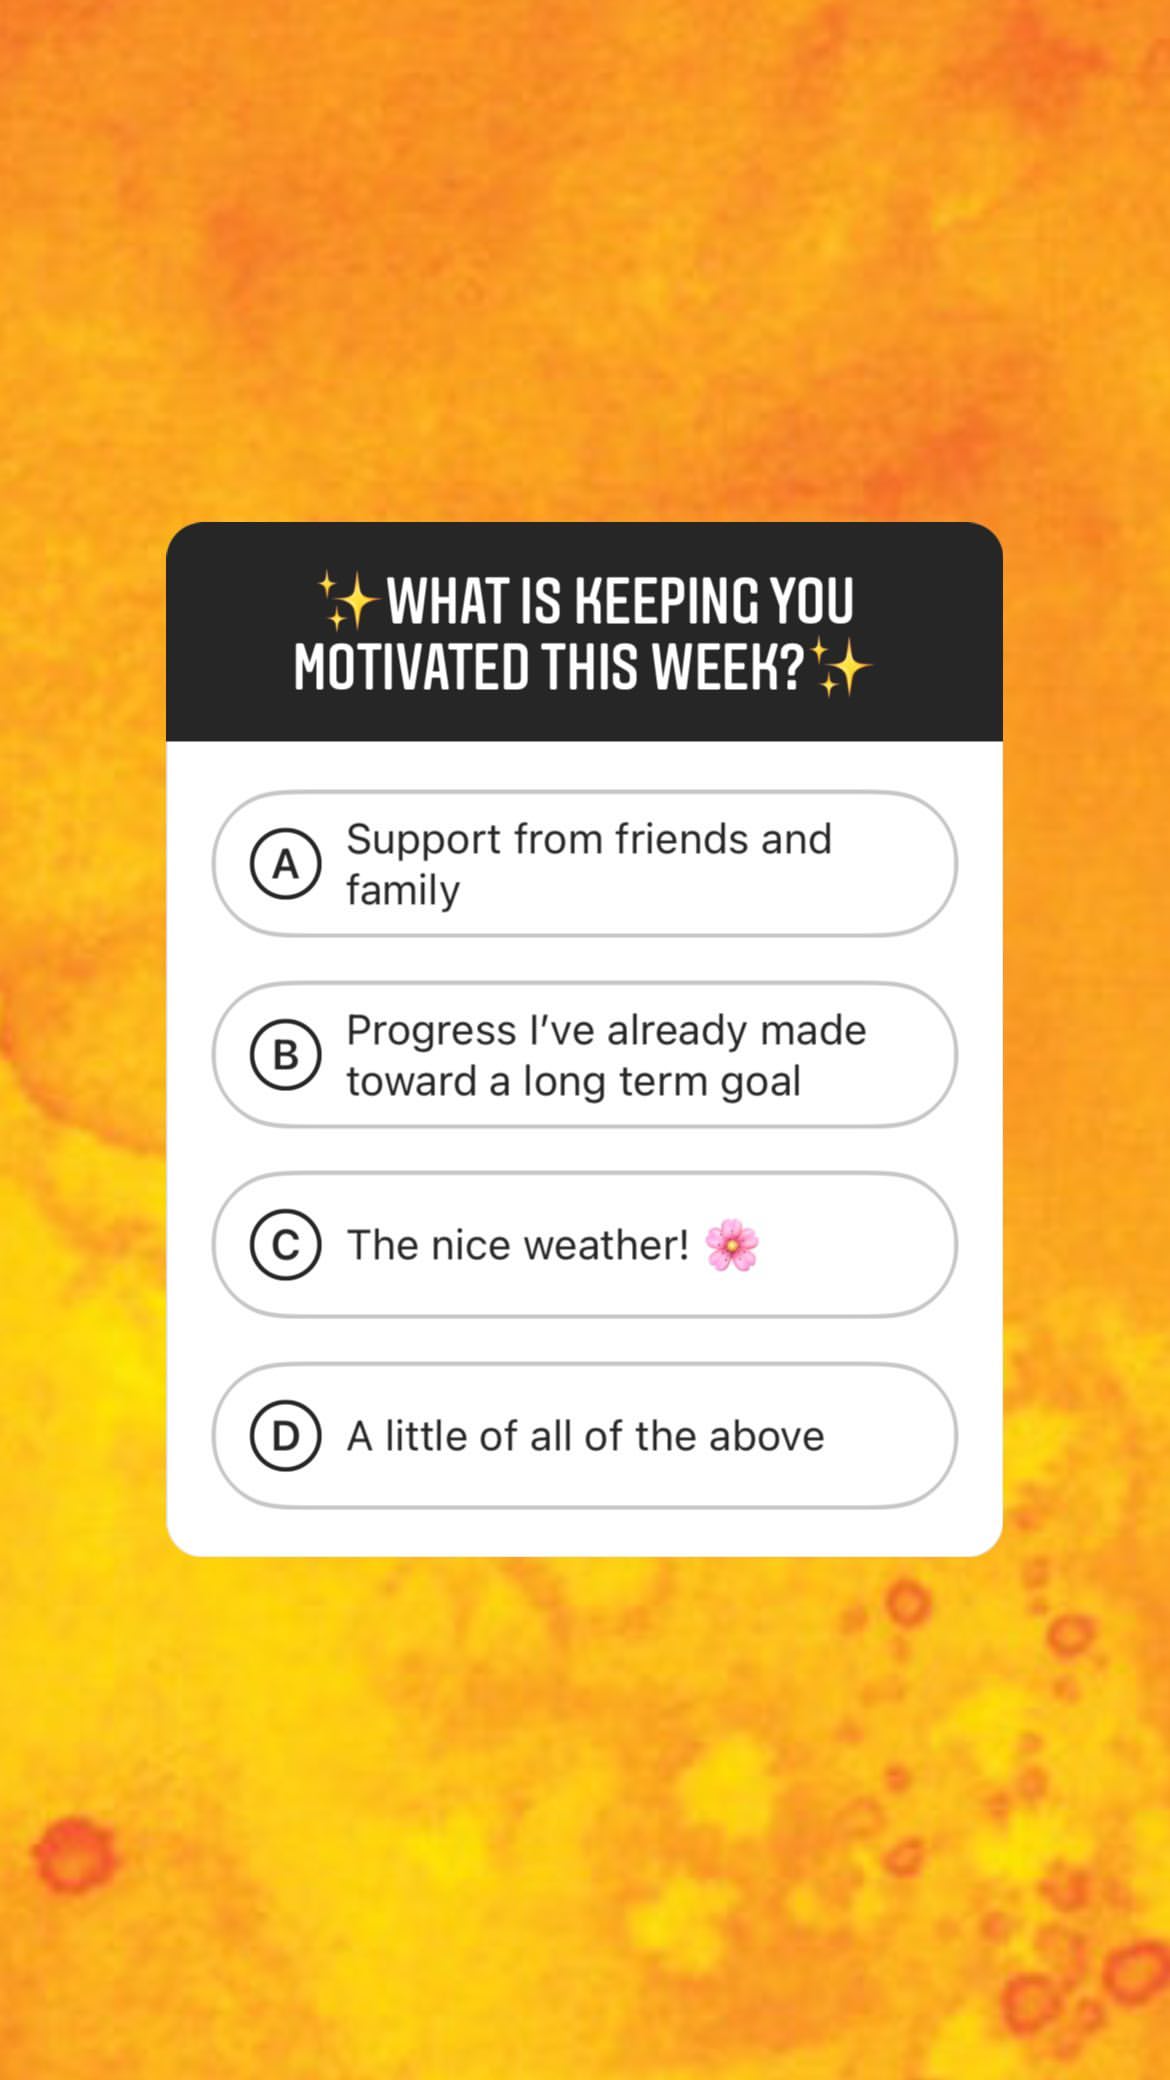 ✨WHAT IS KEEPING YOU
MOTIVATED THIS WEEK?✨
A
Support from friends and
family
B
Progress I’ve already made
toward a long term goal
C
The nice weather! 🌸
D
A little of all of the above